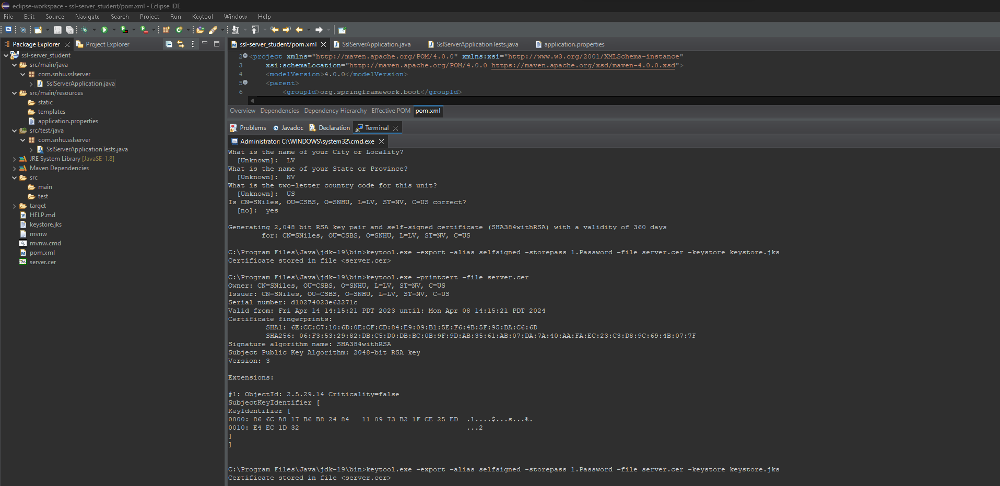 eclipse-workspace - ssl-server_student/pom.xml - Eclipse IDE
File Edit Source Navigate Search Project Run Keytool Window Help
Package Explorer
Project Explorer
ssl-server_student
src/main/java
com.snhu.sslserver
SslServerApplication.java
src/main/resources
static
templates
application.properties
src/test/java
com.snhu.sslserver
SslServerApplicationTests.java
JRE System Library [JavaSE-1.8]
Maven Dependencies
src
main
test
target
HELP.md
keystore.jks
mvnw
mvnw.cmd
pom.xml
server.cer
ssl-server_student/pom.xml SslServerApplication.java SslServerApplicationTests.java application.properties
2 <project xmlns="http://maven.apache.org/POM/4.0.0" xmlns:xsi="http://www.w3.org/2001/XMLSchema-instance"
3 xsi:schemaLocation="http://maven.apache.org/POM/4.0.0 https://maven.apache.org/xsd/maven-4.0.0.xsd">
4 <modelVersion>4.0.0</modelVersion>
5 <parent>
6 <groupId>org.springframework.boot</groupId>
Overview Dependencies Dependency Hierarchy Effective POM pom.xml
Problems Javadoc Declaration Terminal
Administrator: C:\WINDOWS\system32\cmd.exe
What is the name of your City or Locality?
[Unknown]: LV
What is the name of your State or Province?
[Unknown]: NV
What is the two-letter country code for this unit?
[Unknown]: US
Is CN=SNiles, OU=CSBS, O=SNHU, L=LV, ST=NV, C=US correct?
[no]: yes
Generating 2,048 bit RSA key pair and self-signed certificate (SHA384withRSA) with a validity of 360 days
for: CN=SNiles, OU=CSBS, O=SNHU, L=LV, ST=NV, C=US
C:\Program Files\Java\jdk-19\bin>keytool.exe -export -alias selfsigned -storepass 1.Password -file server.cer -keystore keystore.jks
Certificate stored in file <server.cer>
C:\Program Files\Java\jdk-19\bin>keytool.exe -printcert -file server.cer
Owner: CN=SNiles, OU=CSBS, O=SNHU, L=LV, ST=NV, C=US
Issuer: CN=SNiles, OU=CSBS, O=SNHU, L=LV, ST=NV, C=US
Serial number: d10274023e62271c
Valid from: Fri Apr 14 14:15:21 PDT 2023 until: Mon Apr 08 14:15:21 PDT 2024
Certificate fingerprints:
SHA1: 6E:CC:C7:10:6D:0E:CF:CD:84:E9:09:B1:5E:F6:4B:5F:95:DA:C6:6D
SHA256: 06:F3:53:29:82:DB:C5:D0:DB:BC:0B:9F:9D:AB:35:61:AB:07:DA:7A:40:AA:FA:EC:23:C3:D8:9C:69:4B:07:7F
Signature algorithm name: SHA384withRSA
Subject Public Key Algorithm: 2048-bit RSA key
Version: 3
Extensions:
#1: ObjectId: 2.5.29.14 Criticality=false
SubjectKeyIdentifier [
KeyIdentifier [
0000: 86 6C A8 17 B6 B8 24 84 11 09 73 B2 1F CE 25 ED .l....$...s...%.
0010: E4 EC 1D 32 ...2
]
]
C:\Program Files\Java\jdk-19\bin>keytool.exe -export -alias selfsigned -storepass 1.Password -file server.cer -keystore keystore.jks
Certificate stored in file <server.cer>